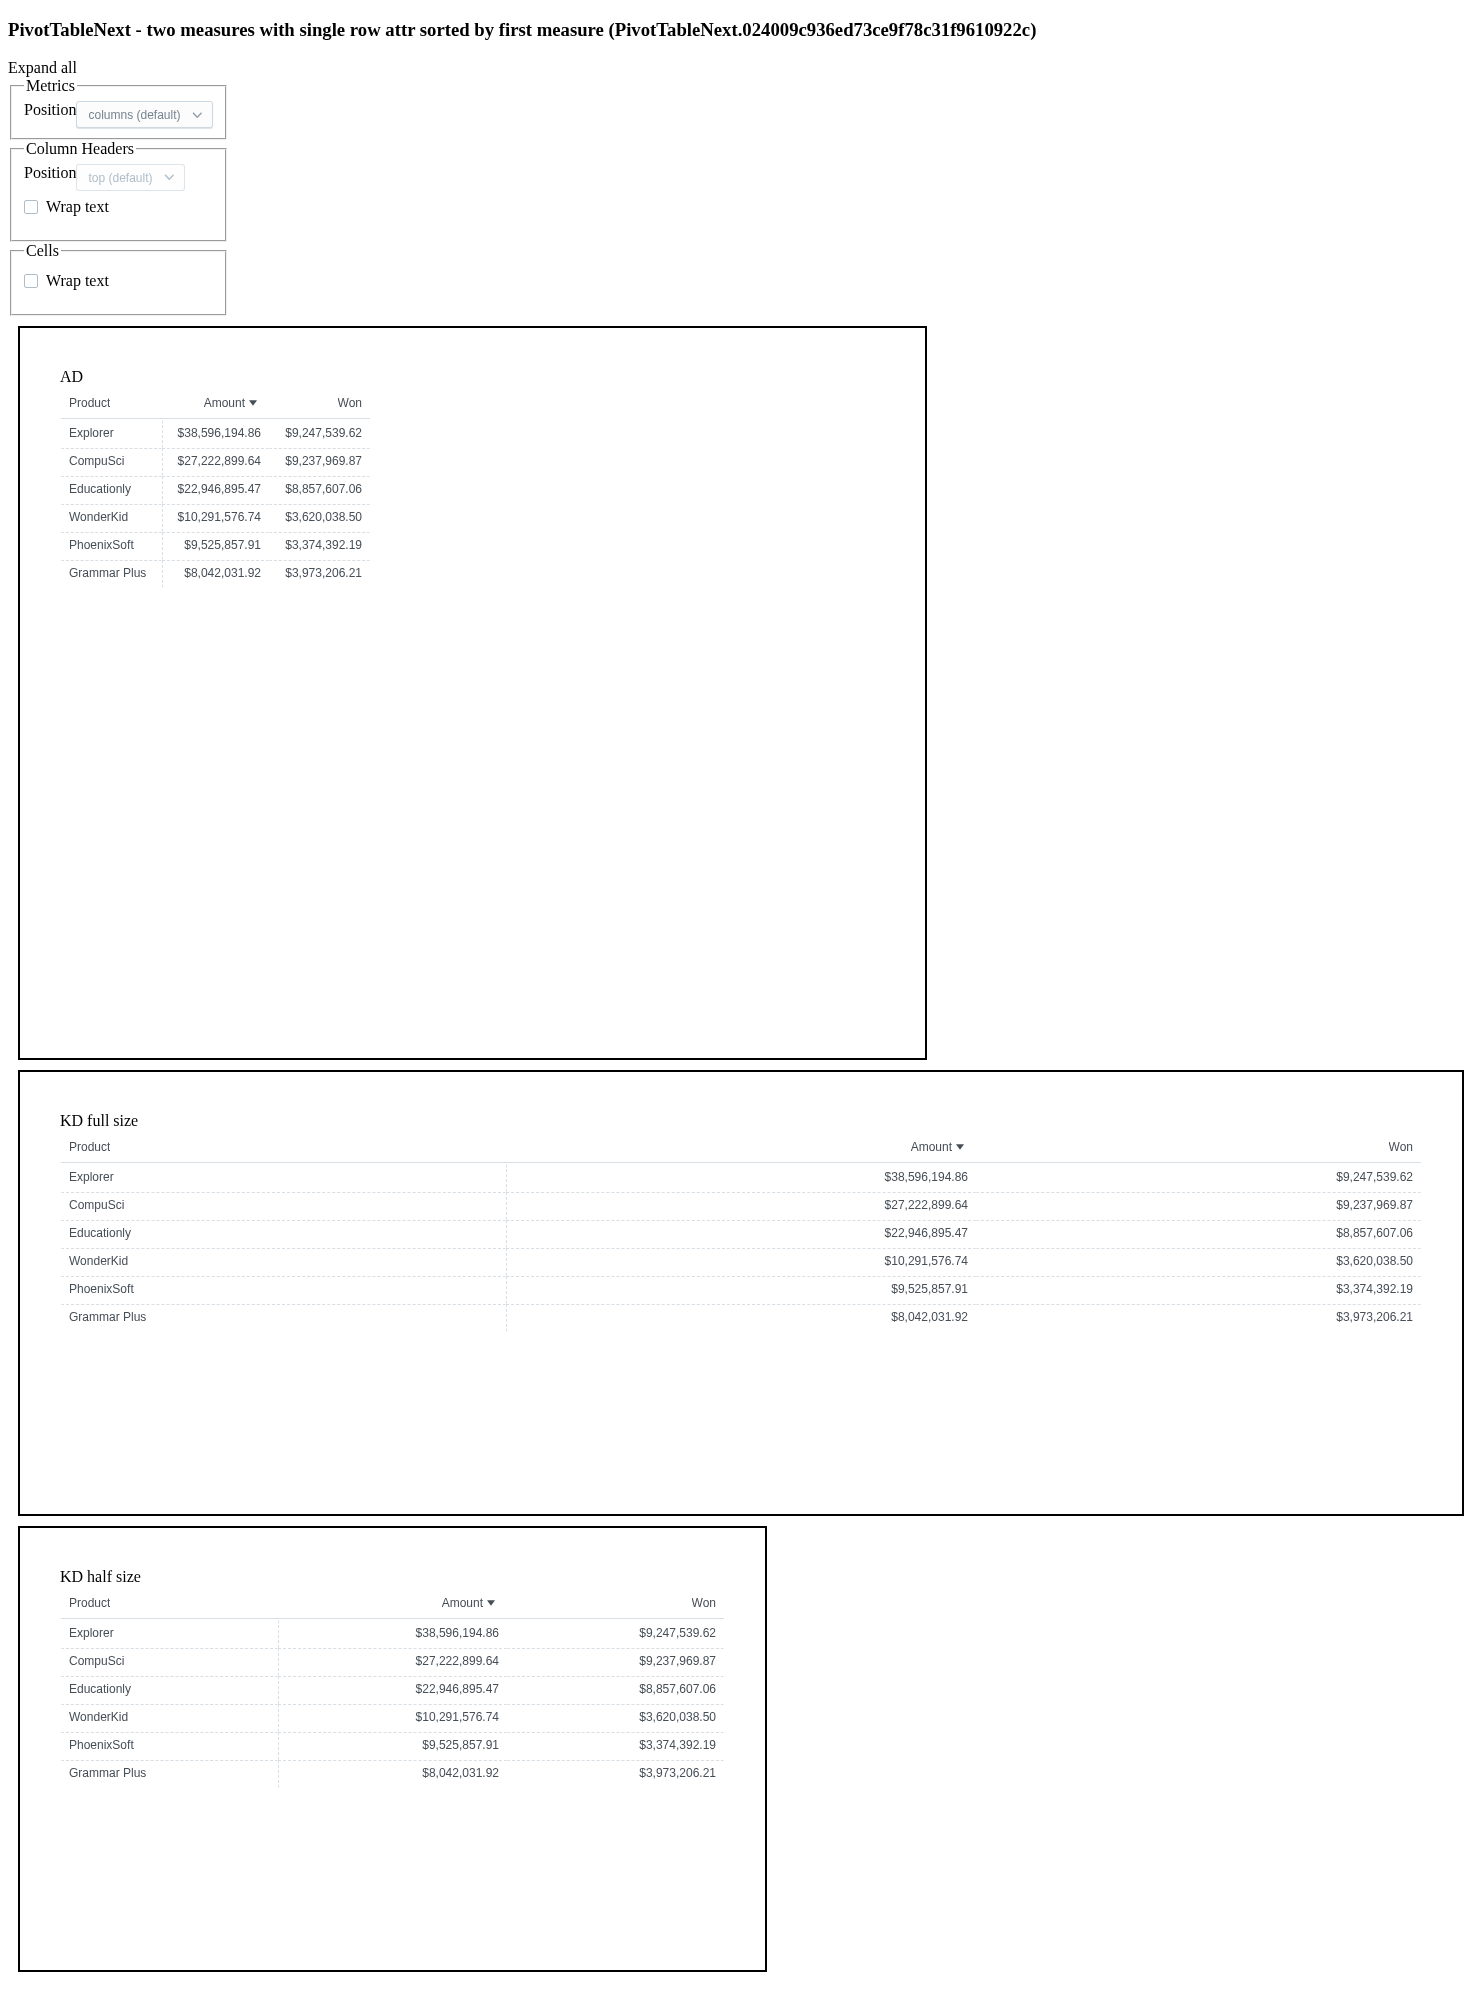 PivotTableNext - two measures with single row attr sorted by first measure (PivotTableNext.024009c936ed73ce9f78c31f9610922c)
Expand all
Metrics
Position columns (default)
Column Headers
Position top (default)
Wrap text
Cells
Wrap text
AD
Product Amount Won
Explorer $38,596,194.86 $9,247,539.62
CompuSci $27,222,899.64 $9,237,969.87
Educationly $22,946,895.47 $8,857,607.06
WonderKid $10,291,576.74 $3,620,038.50
PhoenixSoft $9,525,857.91 $3,374,392.19
Grammar Plus $8,042,031.92 $3,973,206.21
KD full size
Product Amount Won
Explorer $38,596,194.86 $9,247,539.62
CompuSci $27,222,899.64 $9,237,969.87
Educationly $22,946,895.47 $8,857,607.06
WonderKid $10,291,576.74 $3,620,038.50
PhoenixSoft $9,525,857.91 $3,374,392.19
Grammar Plus $8,042,031.92 $3,973,206.21
KD half size
Product Amount Won
Explorer $38,596,194.86 $9,247,539.62
CompuSci $27,222,899.64 $9,237,969.87
Educationly $22,946,895.47 $8,857,607.06
WonderKid $10,291,576.74 $3,620,038.50
PhoenixSoft $9,525,857.91 $3,374,392.19
Grammar Plus $8,042,031.92 $3,973,206.21